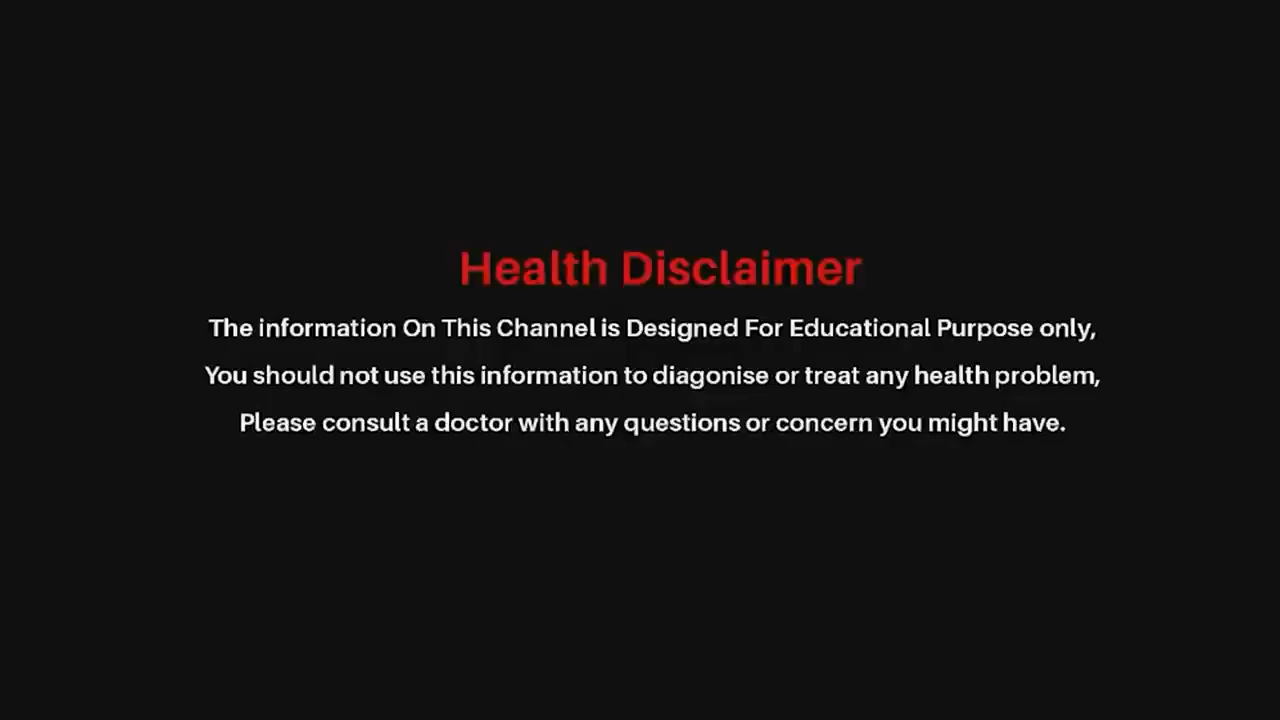 Health Disclaimer
The information On This Channel is Designed For Educational Purpose only,
You should not use this information to diagonise or treat any health problem,
Please consult a doctor with any questions or concern you might have.